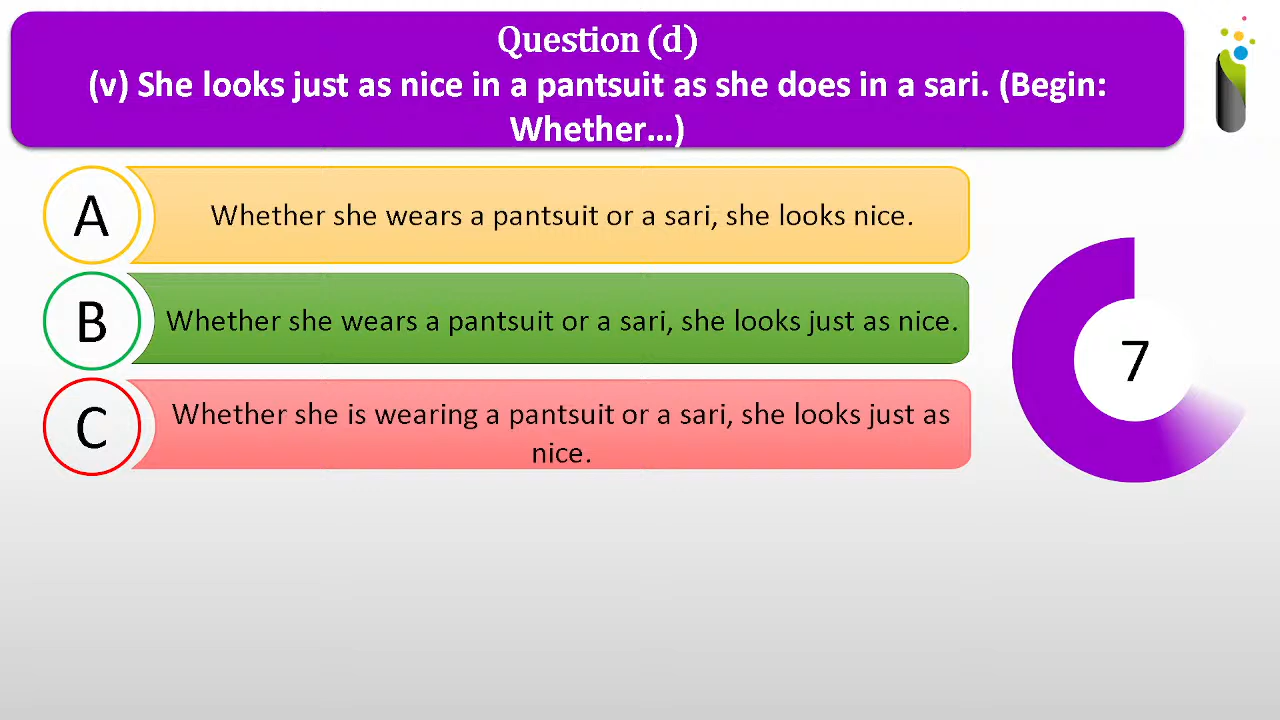 Question (d)
(v) She looks just as nice in a pantsuit as she does in a sari. (Begin:
Whether…)
A
Whether she wears a pantsuit or a sari, she looks nice.
B
Whether she wears a pantsuit or a sari, she looks just as nice.
C
Whether she is wearing a pantsuit or a sari, she looks just as
nice.
7